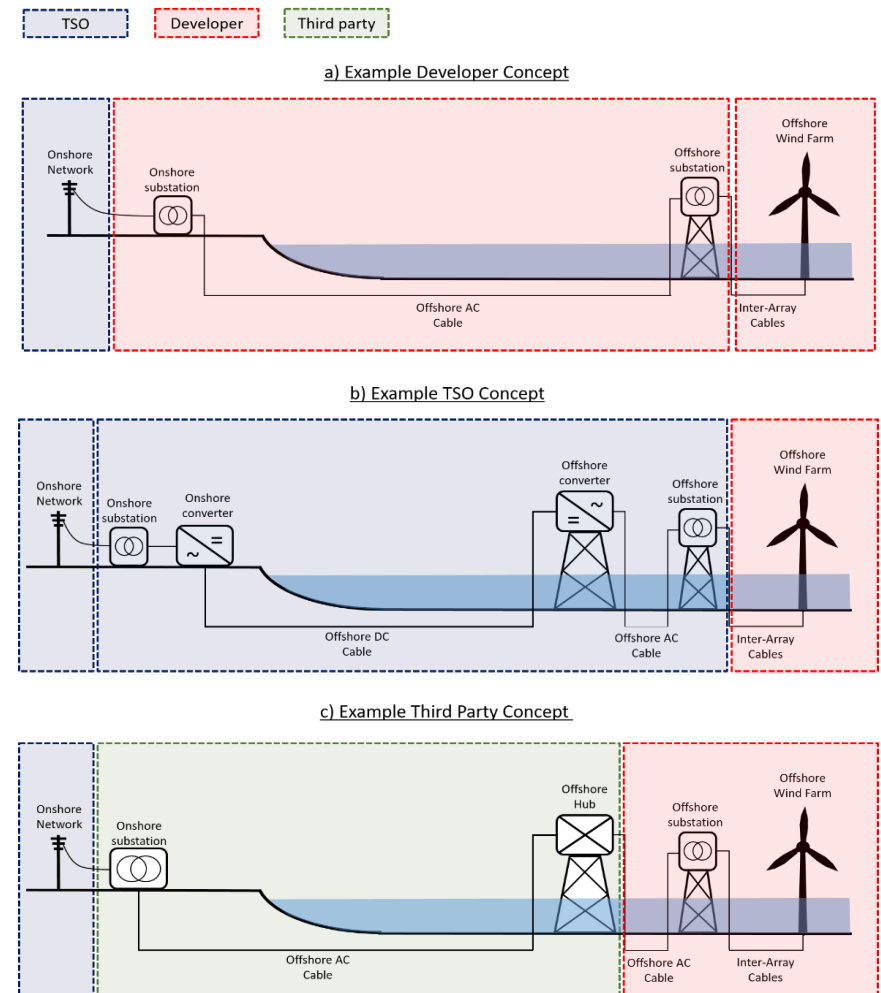 TSO
Developer
Third party
a) Example Developer Concept
Onshore
Network
Onshore
substation
Offshore
substation
Offshore
Wind Farm
Offshore AC
Cable
Inter-Array
Cables
b) Example TSO Concept
Onshore
Network
Onshore
substation
Onshore
converter
Offshore
converter
Offshore
substation
Offshore
Wind Farm
=
~
~
=
Offshore DC
Cable
Offshore AC
Cable
Inter-Array
Cables
c) Example Third Party Concept
Onshore
Network
Onshore
substation
Offshore
Hub
Offshore
substation
Offshore
Wind Farm
Offshore AC
Cable
Offshore AC
Cable
Inter-Array
Cables